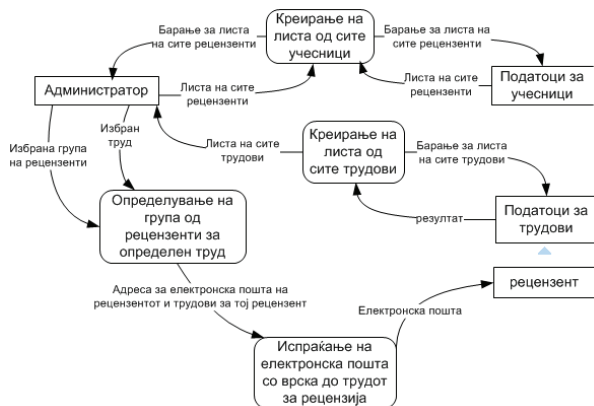 Барање за листа
на сите рецензенти
Креирање на
листа од сите
учесници
Барање за листа на
сите рецензенти
Администратор
Листа на сите
рецензенти
Листа на сите
рецензенти
Податоци за
учесници
Избрана група
на рецензенти
Избран
труд
Листа на сите
трудови
Креирање на
листа од
сите трудови
Барање за листа
на сите трудови
Определување на
група од
рецензенти за
определен труд
резултат
Податоци за
трудови
Адреса за електронска пошта на
рецензентот и трудови за тој рецензент
рецензент
Електронска пошта
Испраќање на
електронска пошта
со врска до трудот
за рецензија